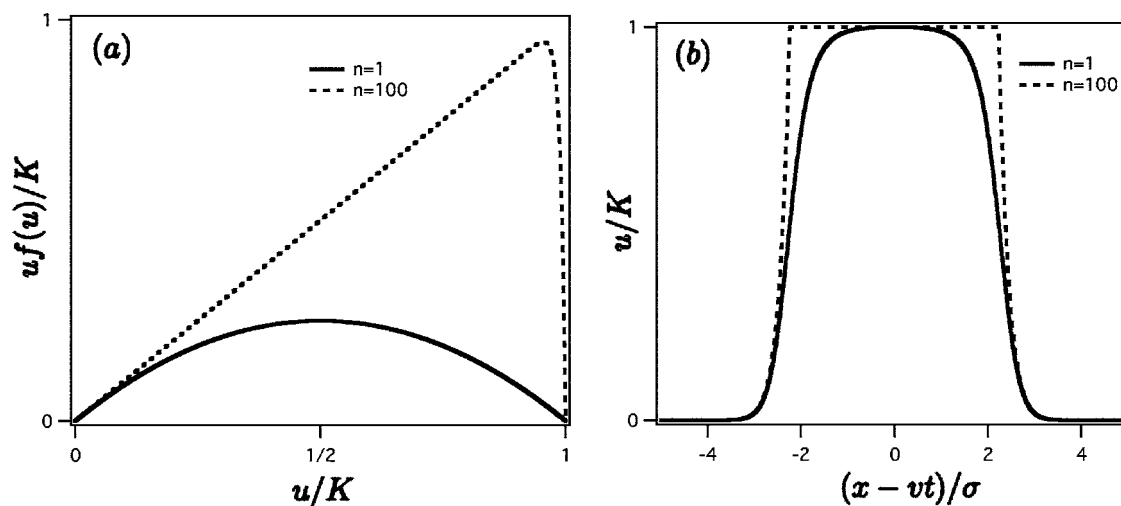 (a)
n=1
n=100
1
0
uf(u)/K
0
1/2
1
u/K
(b)
n=1
n=100
1
0
u/K
-4
-2
0
2
4
(x − vt)/σ